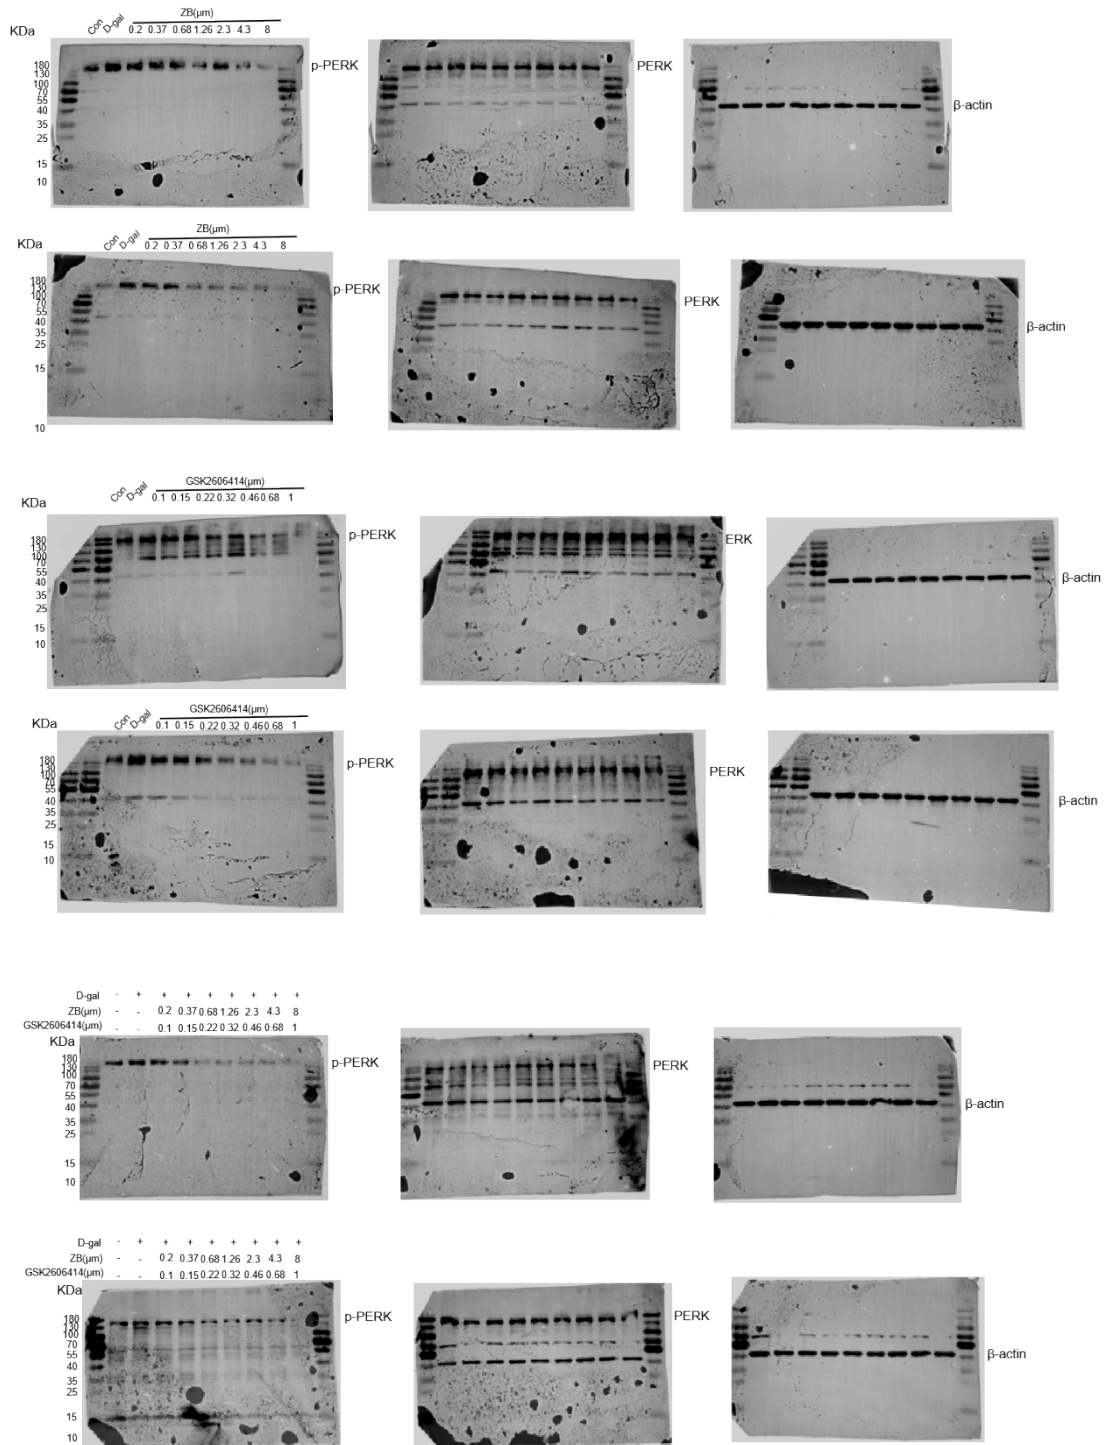 ZB(μm)
KDa Con D-gal 0.2 0.37 0.68 1.26 2.3 4.3 8
180
130
100
70
55
40
35
25
15
10
p-PERK
PERK
β-actin
ZB(μm)
KDa Con D-gal 0.2 0.37 0.68 1.26 2.3 4.3 8
180
130
100
70
55
40
35
25
15
10
p-PERK
PERK
β-actin
GSK2606414(μm)
KDa Con D-gal 0.1 0.15 0.22 0.32 0.46 0.68 1
180
130
100
70
55
40
35
25
15
10
p-PERK
ERK
β-actin
GSK2606414(μm)
KDa Con D-gal 0.1 0.15 0.22 0.32 0.46 0.68 1
180
130
100
70
55
40
35
25
15
10
p-PERK
PERK
β-actin
D-gal - + + + + + + + +
ZB(μm) - - 0.2 0.37 0.68 1.26 2.3 4.3 8
GSK2606414(μm) - - 0.1 0.15 0.22 0.32 0.46 0.68 1
KDa
180
130
100
70
55
40
35
25
15
10
p-PERK
PERK
β-actin
D-gal - + + + + + + + +
ZB(μm) - - 0.2 0.37 0.68 1.26 2.3 4.3 8
GSK2606414(μm) - - 0.1 0.15 0.22 0.32 0.46 0.68 1
KDa
180
130
100
70
55
40
35
25
15
10
p-PERK
PERK
β-actin